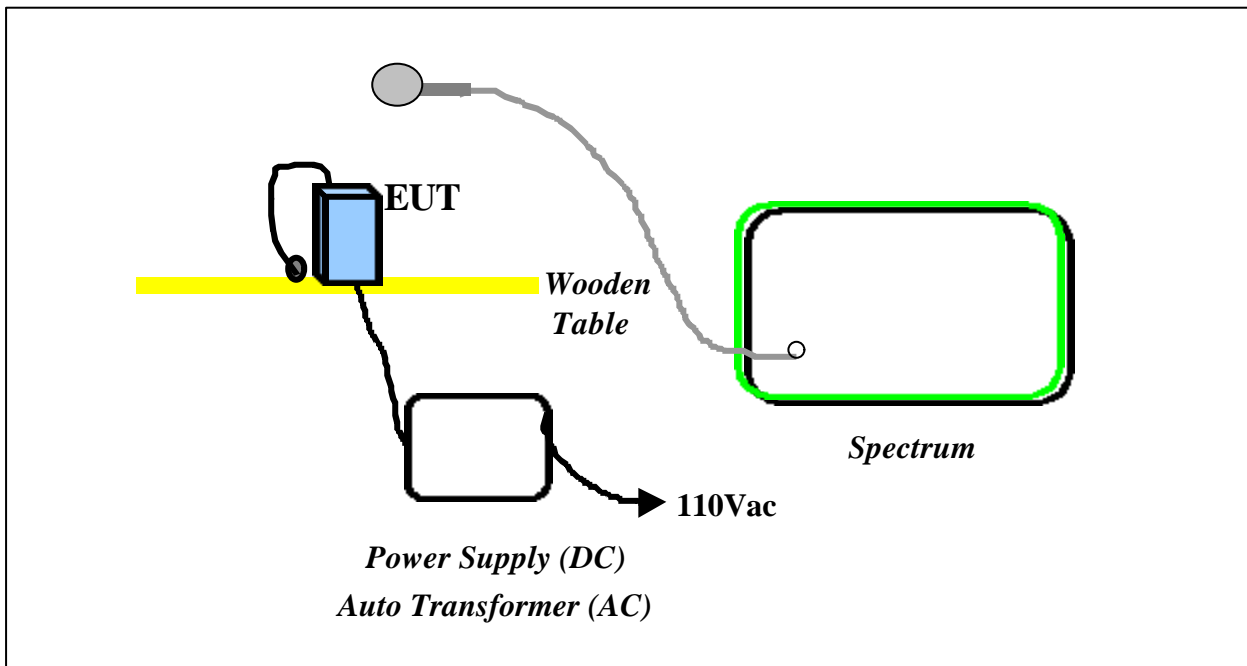 EUT
Wooden
Table
Spectrum
110Vac
Power Supply (DC)
Auto Transformer (AC)